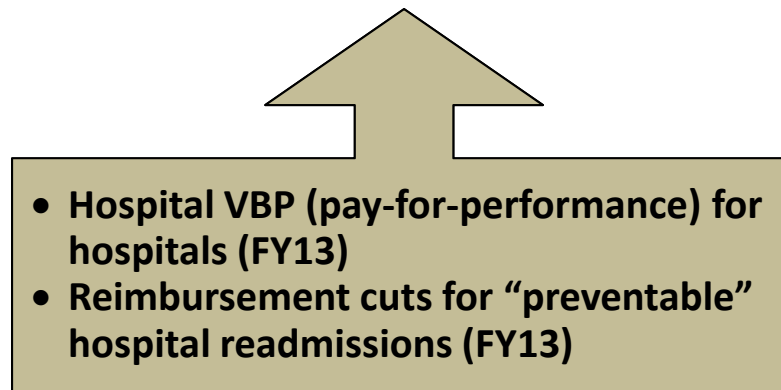 • Hospital VBP (pay-for-performance) for
hospitals (FY13)
• Reimbursement cuts for “preventable”
hospital readmissions (FY13)